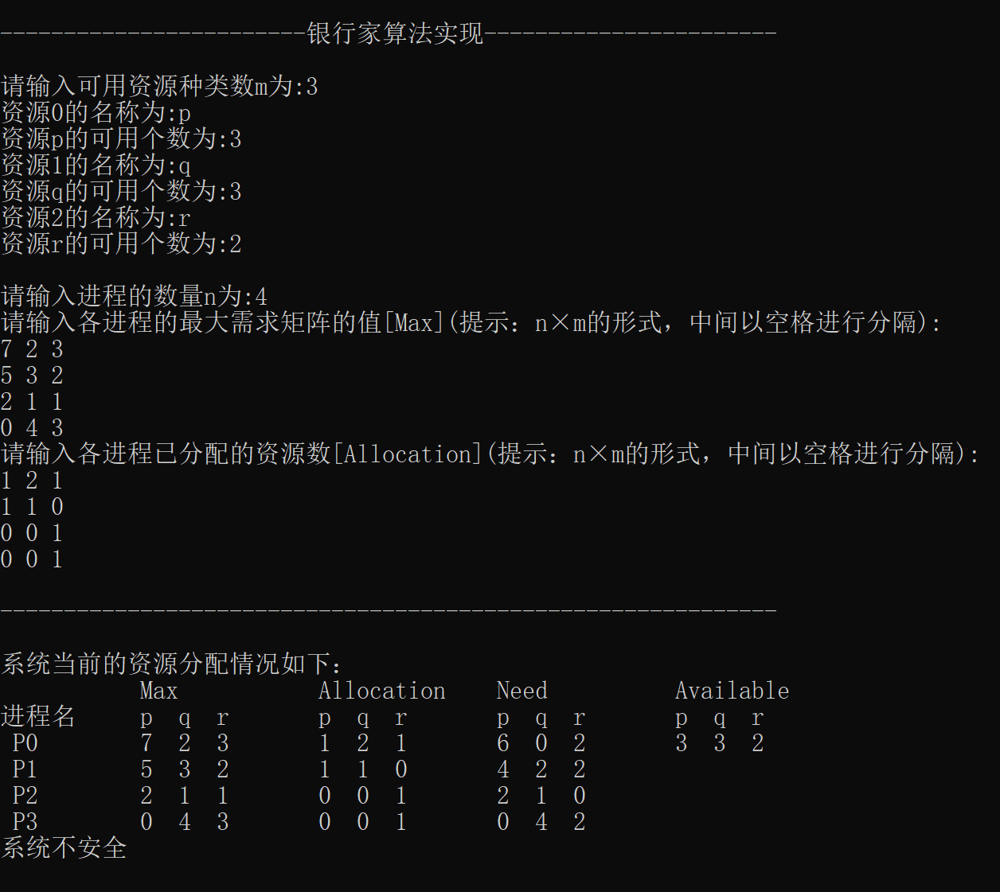 ------------------------银行家算法实现-----------------------
请输入可用资源种类数m为:3
资源0的名称为:p
资源p的可用个数为:3
资源1的名称为:q
资源q的可用个数为:3
资源2的名称为:r
资源r的可用个数为:2
请输入进程的数量n为:4
请输入各进程的最大需求矩阵的值[Max](提示：n×m的形式，中间以空格进行分隔):
7 2 3
5 3 2
2 1 1
0 4 3
请输入各进程已分配的资源数[Allocation](提示：n×m的形式，中间以空格进行分隔):
1 2 1
1 1 0
0 0 1
0 0 1
-------------------------------------------------------------
系统当前的资源分配情况如下：
Max Allocation Need Available
进程名 p q r p q r p q r p q r
P0 7 2 3 1 2 1 6 0 2 3 3 2
P1 5 3 2 1 1 0 4 2 2
P2 2 1 1 0 0 1 2 1 0
P3 0 4 3 0 0 1 0 4 2
系统不安全